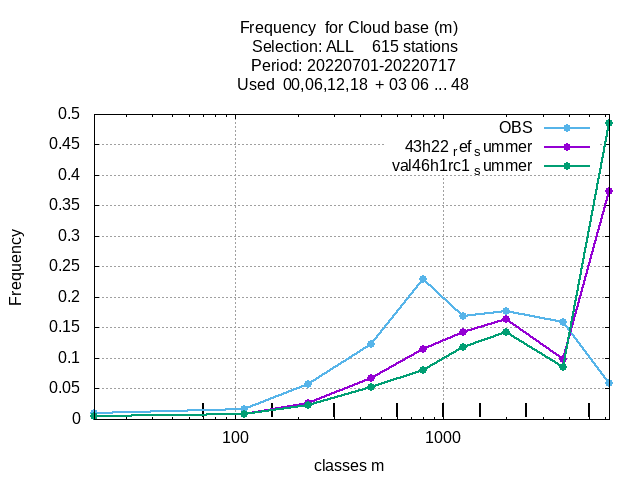 Frequency for Cloud base (m)
Selection: ALL 615 stations
Period: 20220701-20220717
Used 00,06,12,18 + 03 06 ... 48
OBS
43h22ref summer
val46h1rc1 summer
0.5
0.45
0.4
0.35
0.3
0.25
0.2
0.15
0.1
0.05
0
Frequency
100
1000
classes m